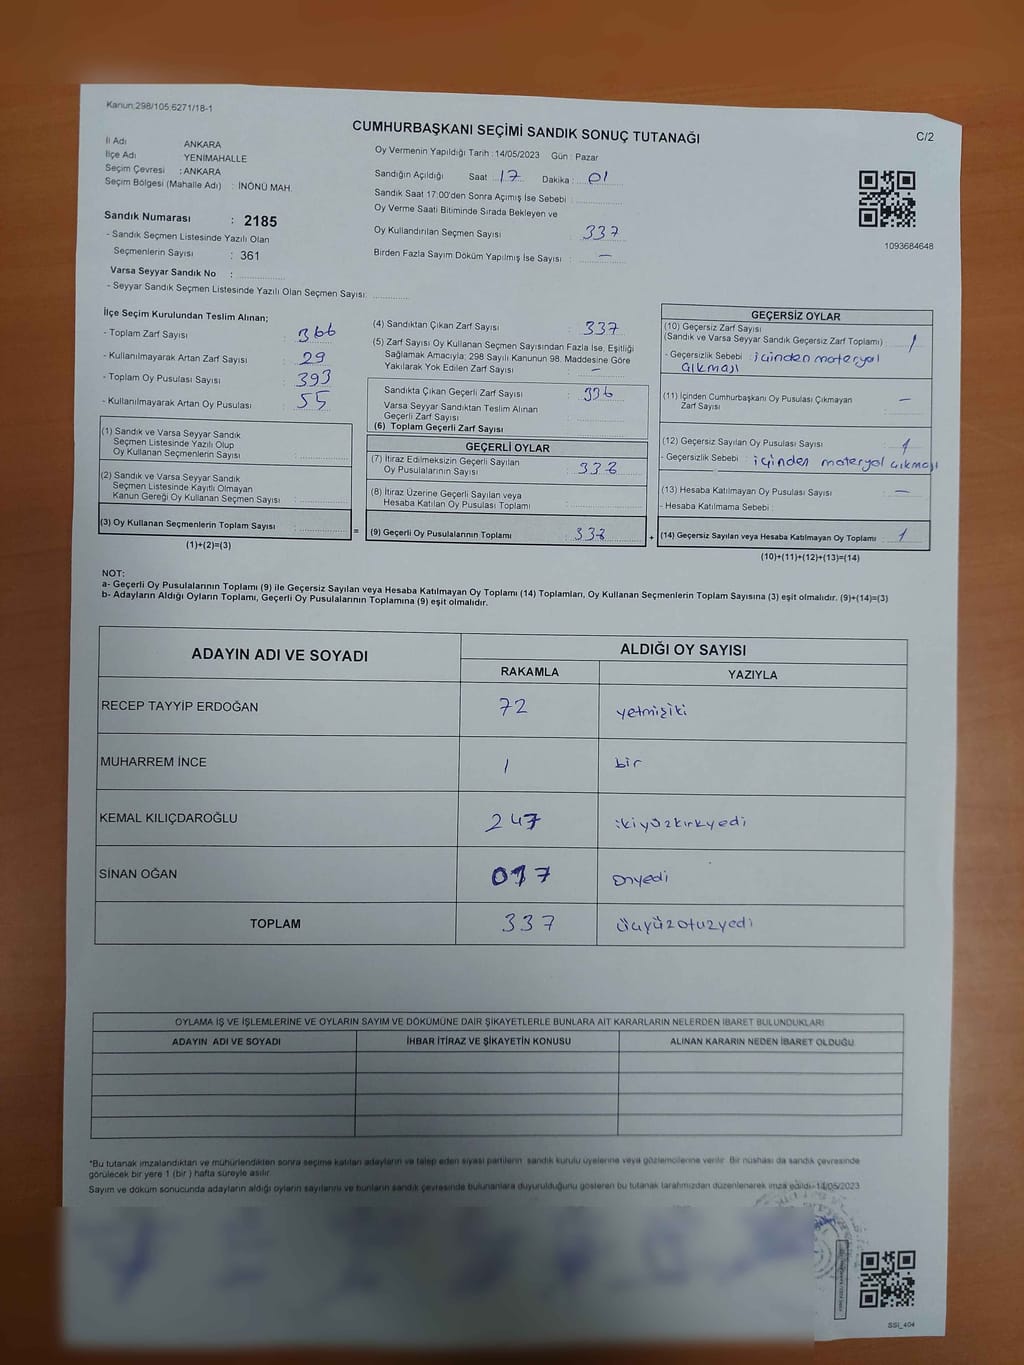 Kanun:298/105 6271/18-1
CUMHURBAŞKANI SEÇİMİ SANDIK SONUÇ TUTANAĞI
C/2
İl Adı ANKARA
İlçe Adı YENİMAHALLE
Seçim Çevresi : ANKARA
Seçim Bölgesi (Mahalle Adı) : İNÖNÜ MAH.
Sandık Numarası : 2185
- Sandık Seçmen Listesinde Yazılı Olan
Seçmenlerin Sayısı : 361
Varsa Seyyar Sandık No :
- Seyyar Sandık Seçmen Listesinde Yazılı Olan Seçmen Sayısı:
Oy Vermenin Yapıldığı Tarih : 14/05/2023 Gün : Pazar
Sandığın Açıldığı Saat 17 Dakika : 01
Sandık Saat 17:00'den Sonra Açımış İse Sebebi :
Oy Verme Saati Bitiminde Sırada Bekleyen ve
Oy Kullandırılan Seçmen Sayısı : 337
Birden Fazla Sayım Döküm Yapılmış İse Sayısı : —
1093684648
İlçe Seçim Kurulundan Teslim Alınan;
- Toplam Zarf Sayısı : 366
- Kullanılmayarak Artan Zarf Sayısı : 29
- Toplam Oy Pusulası Sayısı : 393
- Kullanılmayarak Artan Oy Pusulası : 55
(1) Sandık ve Varsa Seyyar Sandık
Seçmen Listesinde Yazılı Olup
Oy Kullanan Seçmenlerin Sayısı :
(2) Sandık ve Varsa Seyyar Sandık
Seçmen Listesinde Kayıtlı Olmayan
Kanun Gereği Oy Kullanan Seçmen Sayısı :
(3) Oy Kullanan Seçmenlerin Toplam Sayısı :
(1)+(2)=(3)
=
(4) Sandıktan Çıkan Zarf Sayısı : 337
(5) Zarf Sayısı Oy Kullanan Seçmen Sayısından Fazla İse, Eşitliği
Sağlamak Amacıyla; 298 Sayılı Kanunun 98. Maddesine Göre
Yakılarak Yok Edilen Zarf Sayısı : —
Sandıkta Çıkan Geçerli Zarf Sayısı : 336
Varsa Seyyar Sandıktan Teslim Alınan
Geçerli Zarf Sayısı :
(6) Toplam Geçerli Zarf Sayısı :
GEÇERLİ OYLAR
(7) İtiraz Edilmeksizin Geçerli Sayılan
Oy Pusulalarının Sayısı :
(8) İtiraz Üzerine Geçerli Sayılan veya
Hesaba Katılan Oy Pusulası Toplamı :
(9) Geçerli Oy Pusulalarının Toplamı :
+
GEÇERSİZ OYLAR
(10) Geçersiz Zarf Sayısı
(Sandık ve Varsa Seyyar Sandık Geçersiz Zarf Toplamı) : 1
- Geçersizlik Sebebi : içinden materyal
çıkması
(11) İçinden Cumhurbaşkanı Oy Pusulası Çıkmayan
Zarf Sayısı : —
(12) Geçersiz Sayılan Oy Pusulası Sayısı : 1
- Geçersizlik Sebebi : içinden materyal çıkması
(13) Hesaba Katılmayan Oy Pusulası Sayısı : —
- Hesaba Katılmama Sebebi :
(14) Geçersiz Sayılan veya Hesaba Katılmayan Oy Toplamı : 1
(10)+(11)+(12)+(13)=(14)
NOT:
a- Geçerli Oy Pusulalarının Toplamı (9) ile Geçersiz Sayılan veya Hesaba Katılmayan Oy Toplamı (14) Toplamları, Oy Kullanan Seçmenlerin Toplam Sayısına (3) eşit olmalıdır. (9)+(14)=(3)
b- Adayların Aldığı Oyların Toplamı, Geçerli Oy Pusulalarının Toplamına (9) eşit olmalıdır.
ADAYIN ADI VE SOYADI ALDIĞI OY SAYISI
RAKAMLA YAZIYLA
RECEP TAYYİP ERDOĞAN 72 yetmişiki
MUHARREM İNCE 1 bir
KEMAL KILIÇDAROĞLU 247 ikiyüzkırkyedi
SİNAN OĞAN 017 onyedi
TOPLAM 337 üçyüzotuzyedi
OYLAMA İŞ VE İŞLEMLERİNE VE OYLARIN SAYIM VE DÖKÜMÜNE DAİR ŞİKAYETLERLE BUNLARA AİT KARARLARIN NELERDEN İBARET BULUNDUKLARI
ADAYIN ADI VE SOYADI İHBAR İTİRAZ VE ŞİKAYETİN KONUSU ALINAN KARARIN NEDEN İBARET OLDUĞU
*Bu tutanak imzalandıktan ve mühürlendikten sonra seçime katılan adayların ve talep eden siyasi partilerin sandık kurulu üyelerine veya gözlemcilerine verilir. Bir nüshası da sandık çevresinde
görülecek bir yere 1 (bir ) hafta süreyle asılır.
Sayım ve döküm sonucunda adayların aldığı oyların sayılarını ve bunların sandık çevresinde bulunanlara duyurulduğunu gösteren bu tutanak tarafımızdan düzenlenerek imza edildi. 14/05/2023
SSİ_404